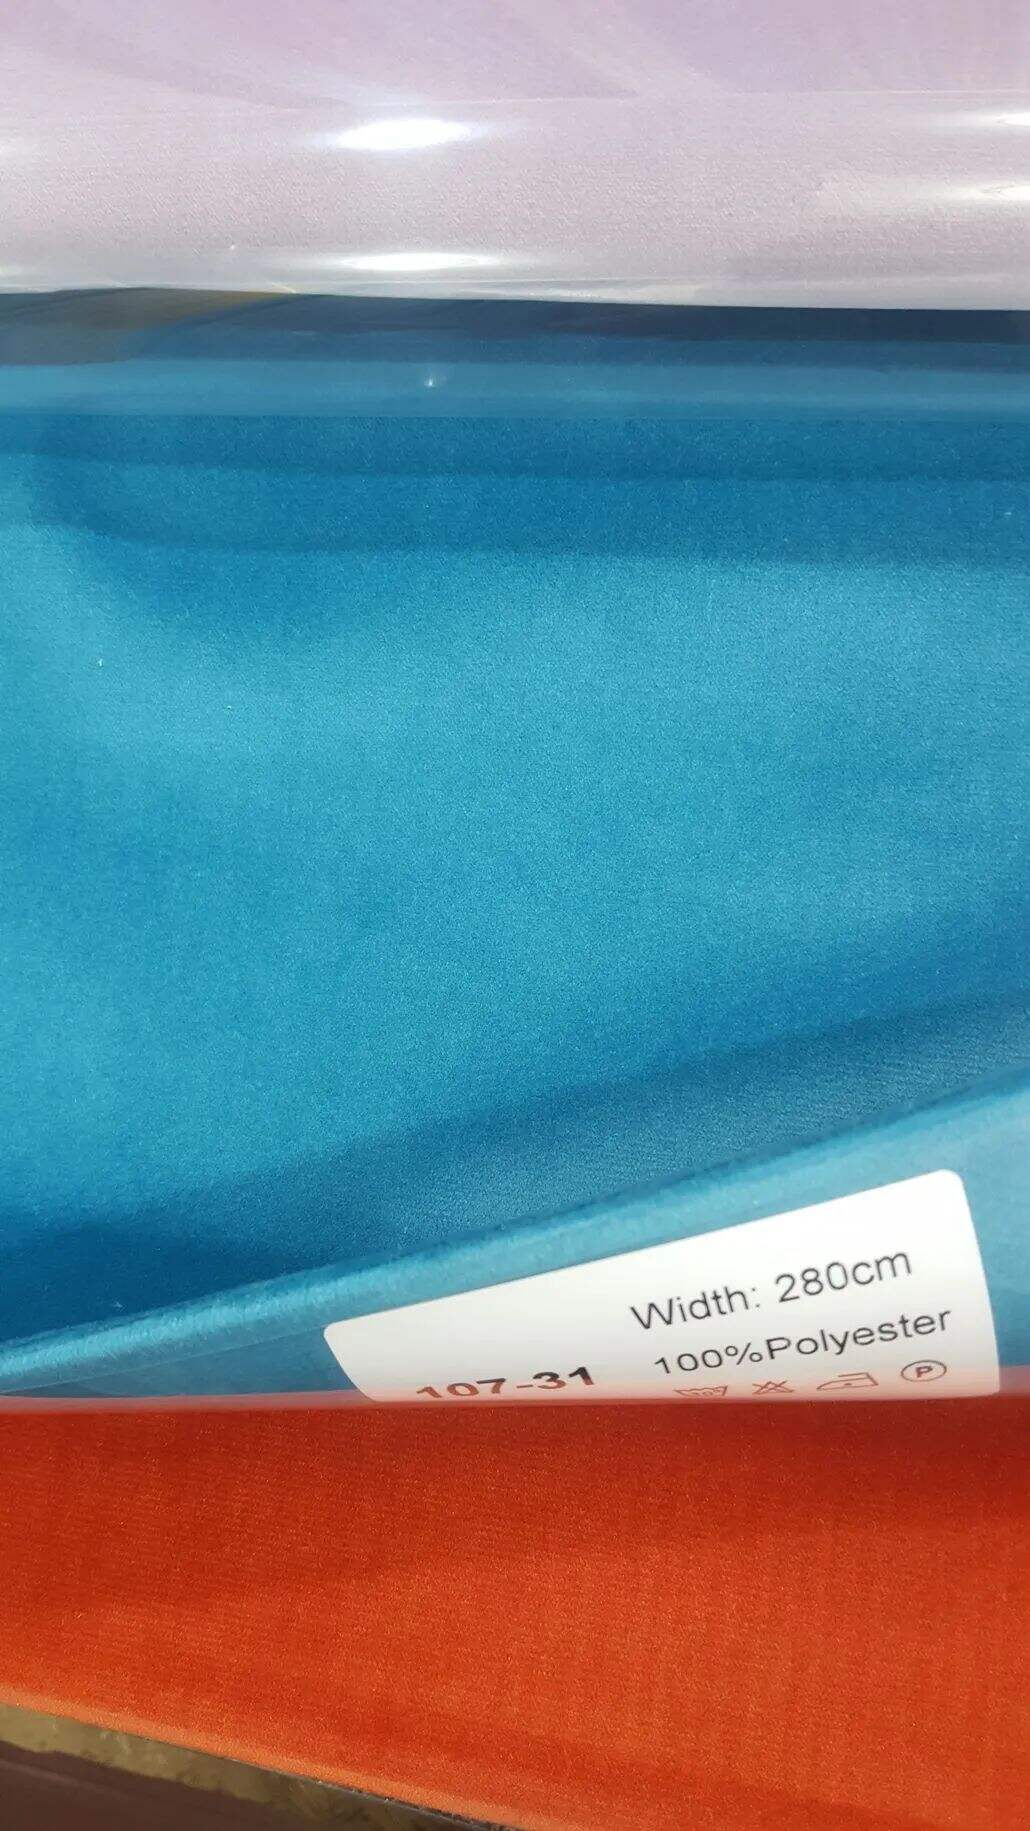 Width: 280cm
100%Polyester
107-31
P